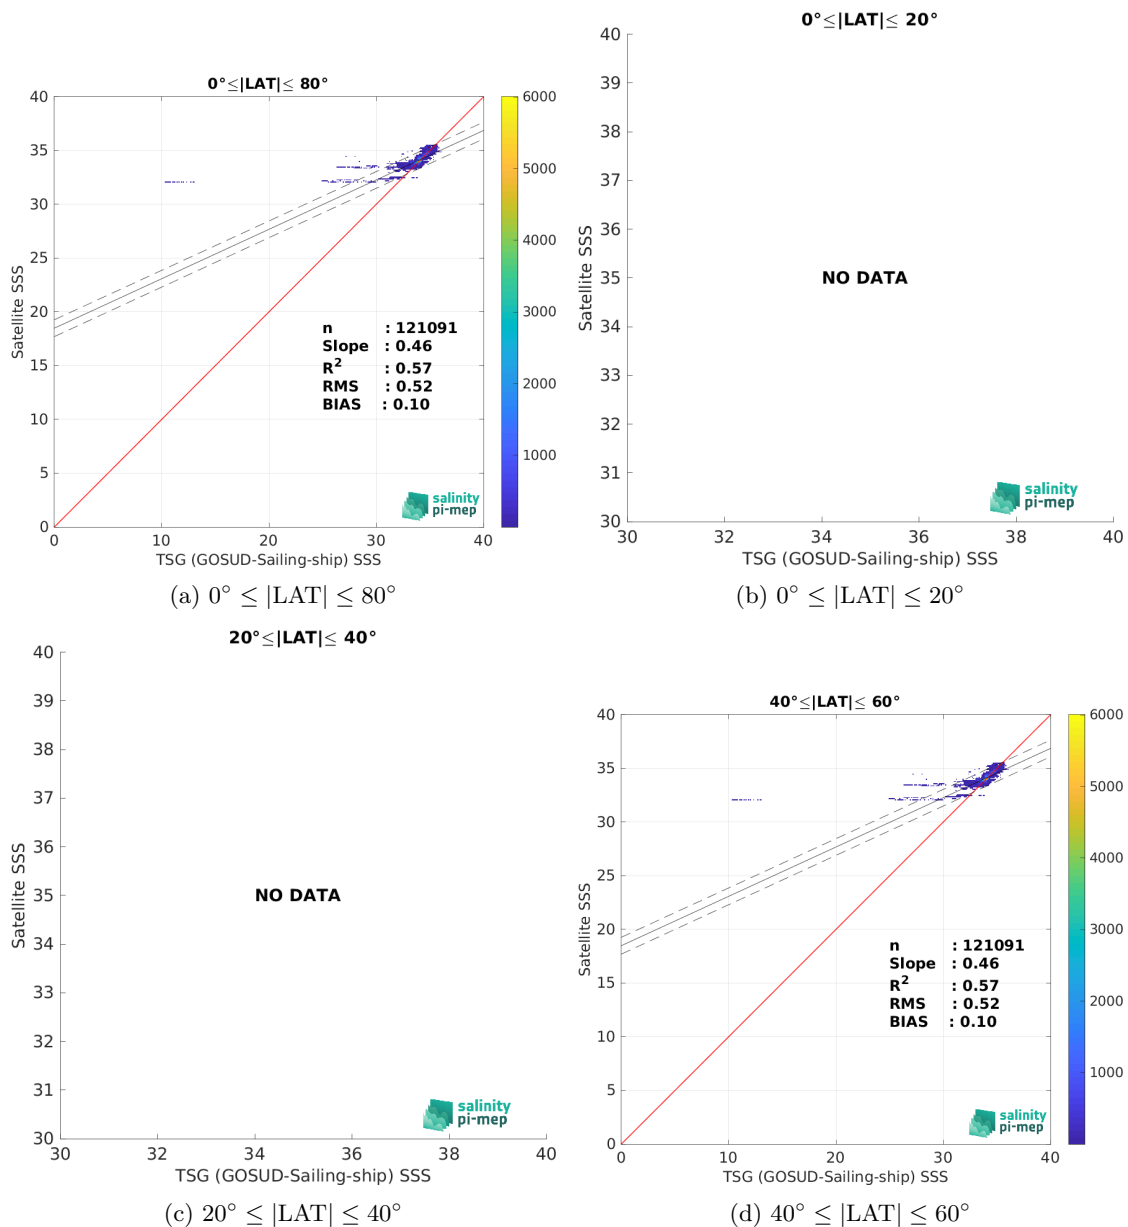 0°≤|LAT|≤ 80°
40
35
30
25
20
15
10
5
0
0
10
20
30
40
Satellite SSS
TSG (GOSUD-Sailing-ship) SSS
n : 121091
Slope : 0.46
R² : 0.57
RMS : 0.52
BIAS : 0.10
salinity
pi-mep
6000
5000
4000
3000
2000
1000
(a) 0° ≤ |LAT| ≤ 80°
0°≤|LAT|≤ 20°
40
39
38
37
36
35
34
33
32
31
30
30
32
34
36
38
40
Satellite SSS
NO DATA
salinity
pi-mep
TSG (GOSUD-Sailing-ship) SSS
(b) 0° ≤ |LAT| ≤ 20°
20°≤|LAT|≤ 40°
40
39
38
37
36
35
34
33
32
31
30
30
32
34
36
38
40
Satellite SSS
NO DATA
salinity
pi-mep
TSG (GOSUD-Sailing-ship) SSS
(c) 20° ≤ |LAT| ≤ 40°
40°≤|LAT|≤ 60°
40
35
30
25
20
15
10
5
0
0
10
20
30
40
Satellite SSS
TSG (GOSUD-Sailing-ship) SSS
n : 121091
Slope : 0.46
R² : 0.57
RMS : 0.52
BIAS : 0.10
salinity
pi-mep
6000
5000
4000
3000
2000
1000
(d) 40° ≤ |LAT| ≤ 60°